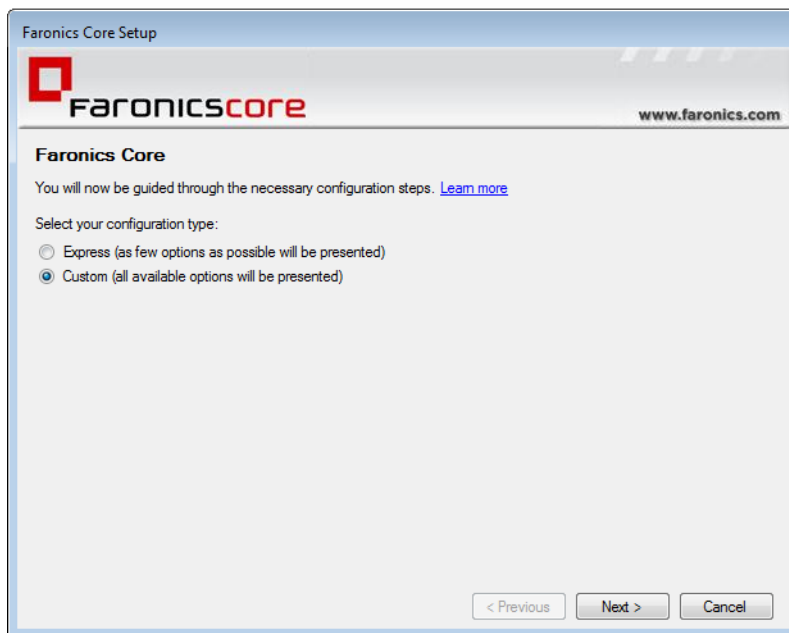 Faronics Core Setup
FaronicsCore
www.faronics.com
Faronics Core
You will now be guided through the necessary configuration steps. Learn more
Select your configuration type:
Express (as few options as possible will be presented)
Custom (all available options will be presented)
< Previous Next > Cancel